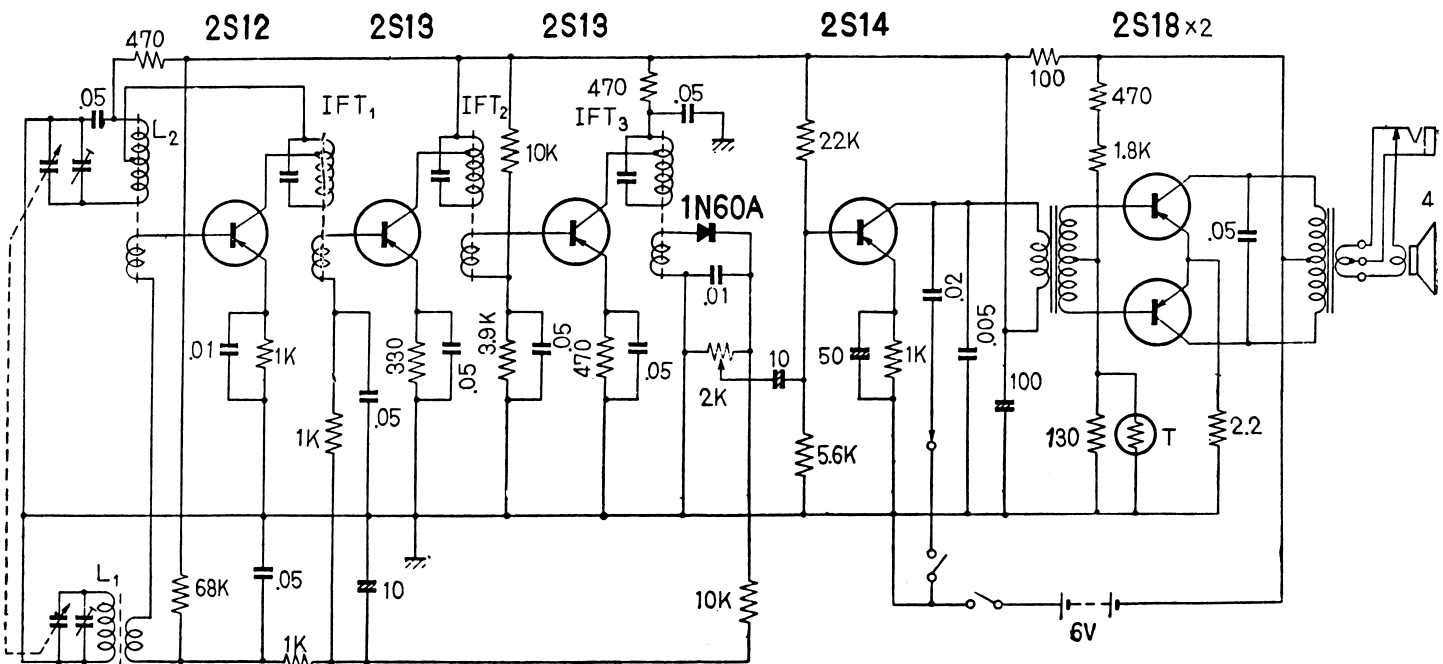 2S12
2S13
2S13
2S14
2S18×2
470
.05
L2
IFT1
IFT2
10K
470
.05
IFT3
1N60A
22K
100
470
1.8K
4
.05
.01
1K
.05
1K
330
.05
3.9K
.05
470
.05
.01
2K
10
50
1K
.02
.005
100
5.6K
130
T
2.2
L1
68K
.05
1K
10
10K
6V